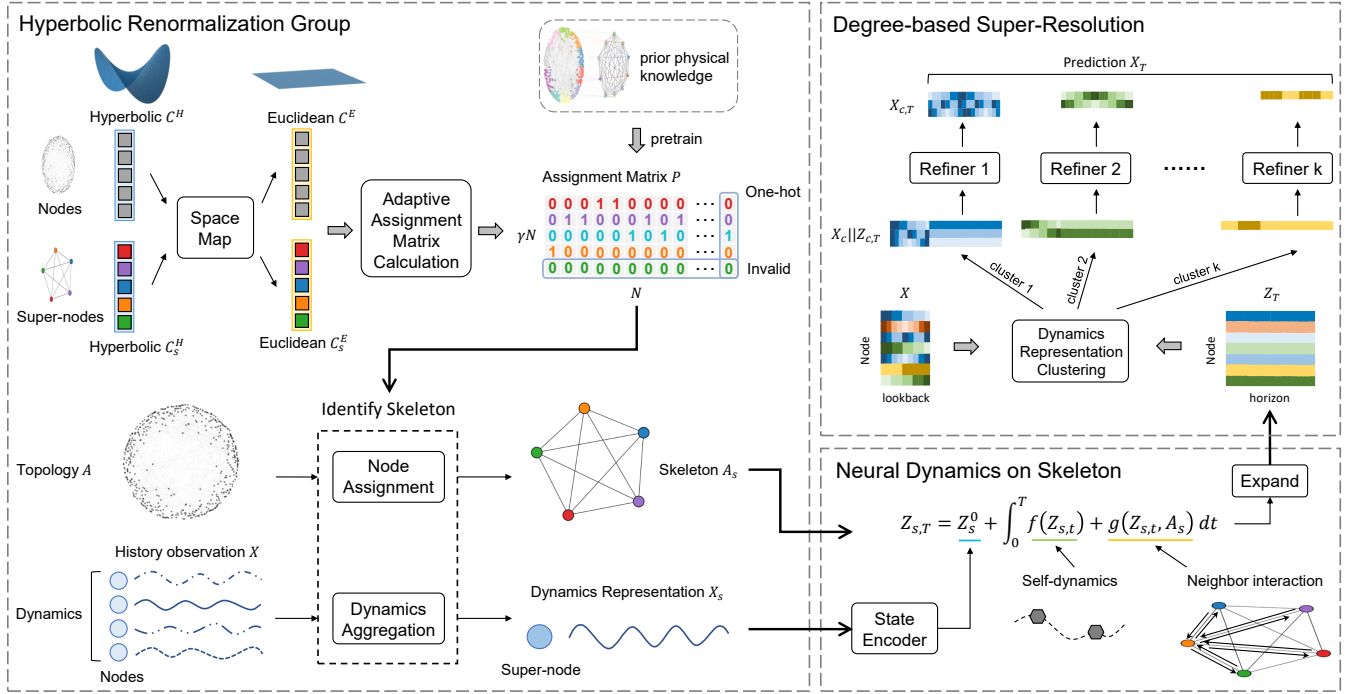 Hyperbolic Renormalization Group
prior physical
knowledge
Hyperbolic C^H
Euclidean C^E
pretrain
Nodes
Space
Map
Adaptive
Assignment
Matrix
Calculation
Assignment Matrix P
One-hot
γN
0 0 0 1 1 0 0 0 0 ⋯ 0
0 1 1 0 0 0 1 0 1 ⋯ 0
0 0 0 0 0 1 0 1 0 ⋯ 1
1 0 0 0 0 0 0 0 0 ⋯ 0
0 0 0 0 0 0 0 0 0 ⋯ 0
Invalid
N
Super-nodes
Hyperbolic C_s^H
Euclidean C_s^E
Identify Skeleton
Topology A
Node
Assignment
Skeleton A_s
History observation X
Dynamics
Nodes
Dynamics
Aggregation
Dynamics Representation X_s
Super-node
Degree-based Super-Resolution
Prediction X_T
X_{c,T}
Refiner 1
Refiner 2
......
Refiner k
X_c||Z_{c,T}
cluster 1
cluster 2
cluster k
X
Node
lookback
Dynamics
Representation
Clustering
Z_T
Node
horizon
Neural Dynamics on Skeleton
Expand
Z_{s,T} = Z_s^0 + ∫_0^T f(Z_{s,t}) + g(Z_{s,t}, A_s) dt
Self-dynamics
Neighbor interaction
State
Encoder